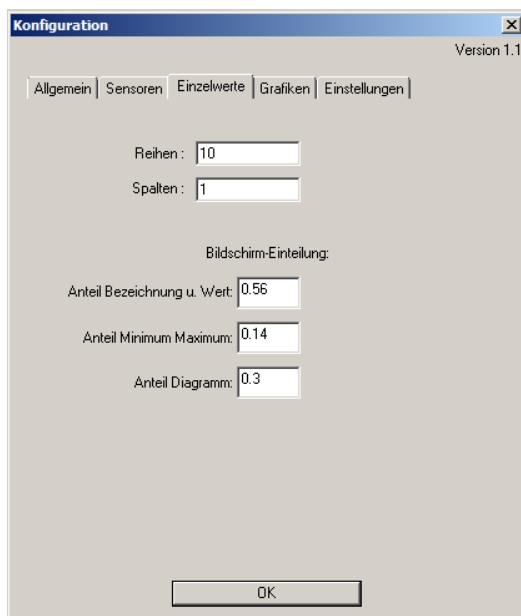 Konfiguration
Version 1.1
Allgemein Sensoren Einzelwerte Grafiken Einstellungen
Reihen : 10
Spalten : 1
Bildschirm-Einteilung:
Anteil Bezeichnung u. Wert: 0.56
Anteil Minimum Maximum: 0.14
Anteil Diagramm: 0.3
OK